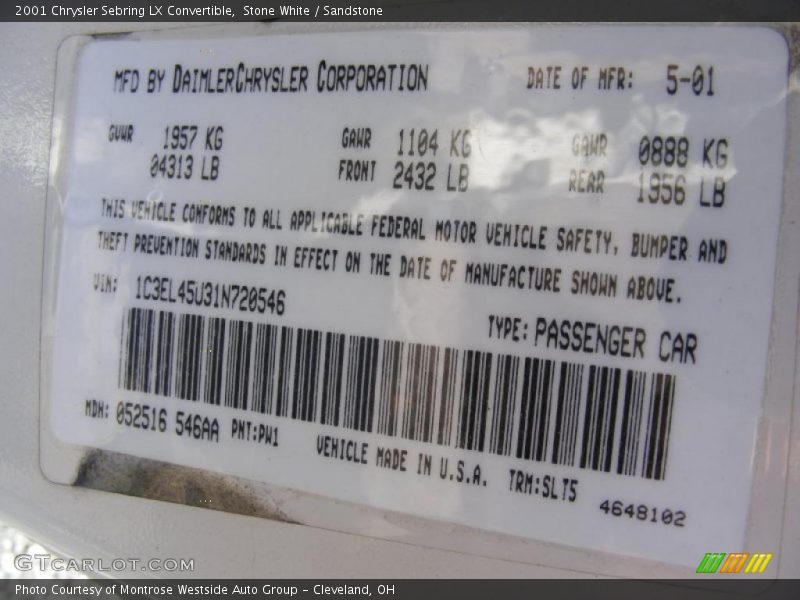 2001 Chrysler Sebring LX Convertible, Stone White / Sandstone
MFD BY DAIMLERCHRYSLER CORPORATION DATE OF MFR: 5-01
GVWR 1957 KG GAWR 1104 KG GAWR 0888 KG
04313 LB FRONT 2432 LB REAR 1956 LB
THIS VEHICLE CONFORMS TO ALL APPLICABLE FEDERAL MOTOR VEHICLE SAFETY, BUMPER AND
THEFT PREVENTION STANDARDS IN EFFECT ON THE DATE OF MANUFACTURE SHOWN ABOVE.
VIN: 1C3EL45U31N720546
TYPE: PASSENGER CAR
MDH: 052516 546AA PNT:PW1 VEHICLE MADE IN U.S.A. TRM:SLT5 4648102
GTCARLOT.COM
Photo Courtesy of Montrose Westside Auto Group – Cleveland, OH